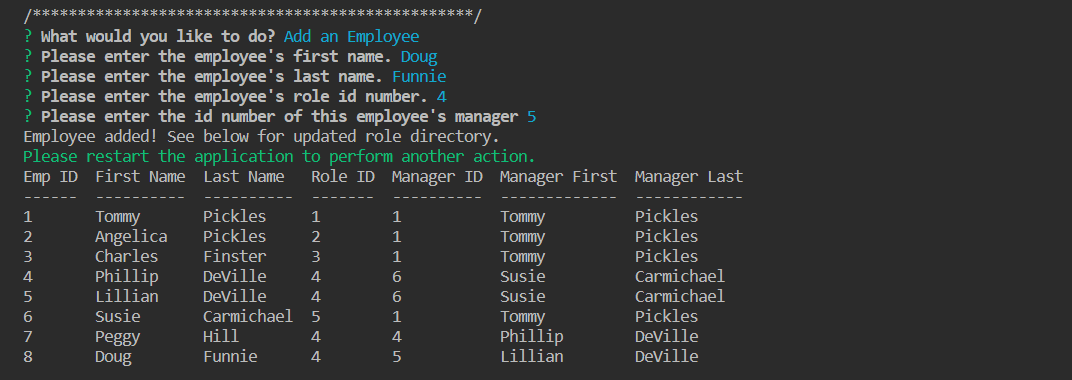 /*************************************************/
? What would you like to do? Add an Employee
? Please enter the employee's first name. Doug
? Please enter the employee's last name. Funnie
? Please enter the employee's role id number. 4
? Please enter the id number of this employee's manager 5
Employee added! See below for updated role directory.
Please restart the application to perform another action.
Emp ID  First Name  Last Name   Role ID  Manager ID  Manager First  Manager Last
------  ----------  ----------  -------  ----------  -------------  ------------
1       Tommy       Pickles     1        1           Tommy          Pickles
2       Angelica    Pickles     2        1           Tommy          Pickles
3       Charles     Finster     3        1           Tommy          Pickles
4       Phillip     DeVille     4        6           Susie          Carmichael
5       Lillian     DeVille     4        6           Susie          Carmichael
6       Susie       Carmichael  5        1           Tommy          Pickles
7       Peggy       Hill        4        4           Phillip        DeVille
8       Doug        Funnie      4        5           Lillian        DeVille